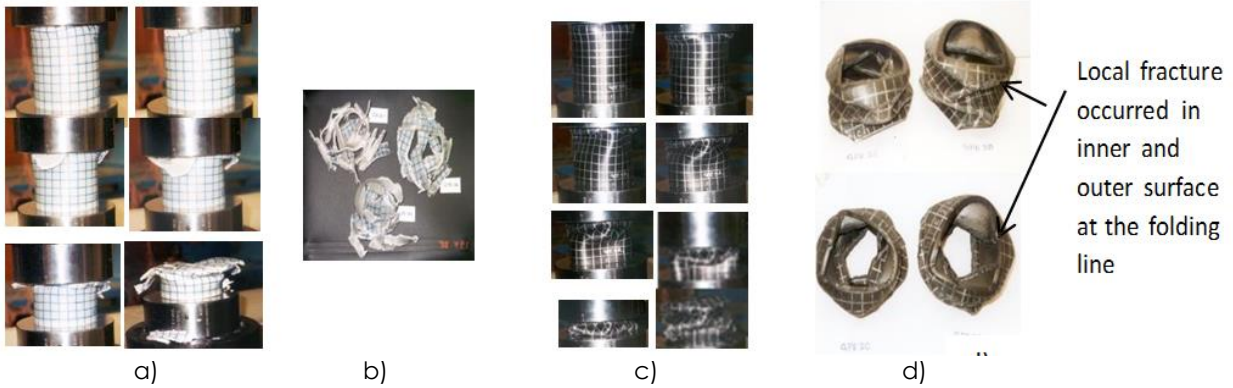 Local fracture
occurred in
inner and
outer surface
at the folding
line
a)
b)
c)
d)